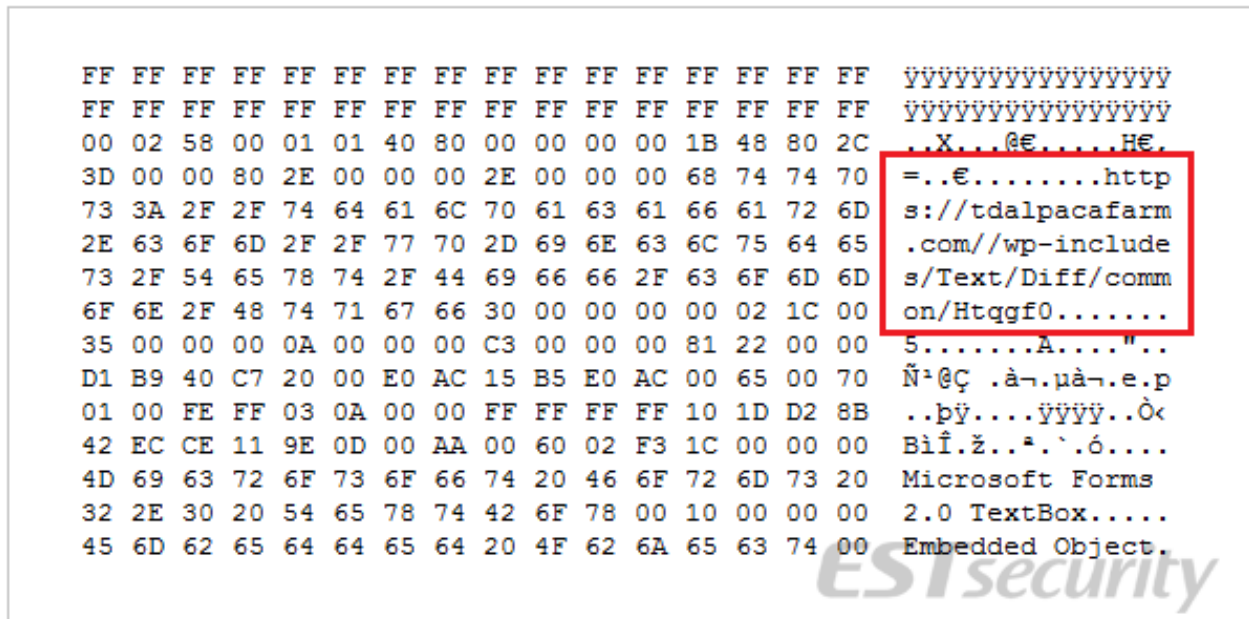 FF FF FF FF FF FF FF FF FF FF FF FF FF FF FF FF ÿÿÿÿÿÿÿÿÿÿÿÿÿÿÿÿ
FF FF FF FF FF FF FF FF FF FF FF FF FF FF FF FF ÿÿÿÿÿÿÿÿÿÿÿÿÿÿÿÿ
00 02 58 00 01 01 40 80 00 00 00 00 1B 48 80 2C ..X...@€.....H€,
3D 00 00 80 2E 00 00 00 2E 00 00 00 68 74 74 70 =..€........http
73 3A 2F 2F 74 64 61 6C 70 61 63 61 66 61 72 6D s://tdalpacafarm
2E 63 6F 6D 2F 2F 77 70 2D 69 6E 63 6C 75 64 65 .com//wp-include
73 2F 54 65 78 74 2F 44 69 66 66 2F 63 6F 6D 6D s/Text/Diff/comm
6F 6E 2F 48 74 71 67 66 30 00 00 00 00 02 1C 00 on/Htqgf0.......
35 00 00 00 0A 00 00 00 C3 00 00 00 81 22 00 00 5.......Ã...."..
D1 B9 40 C7 20 00 E0 AC 15 B5 E0 AC 00 65 00 70 Ñ¹@Ç .à¬.µà¬.e.p
01 00 FE FF 03 0A 00 00 FF FF FF FF 10 1D D2 8B ..þÿ....ÿÿÿÿ..Ò‹
42 EC CE 11 9E 0D 00 AA 00 60 02 F3 1C 00 00 00 BìÎ.ž..ª.`.ó....
4D 69 63 72 6F 73 6F 66 74 20 46 6F 72 6D 73 20 Microsoft Forms
32 2E 30 20 54 65 78 74 42 6F 78 00 10 00 00 00 2.0 TextBox.....
45 6D 62 65 64 64 65 64 20 4F 62 6A 65 63 74 00 Embedded Object.
ESTsecurity